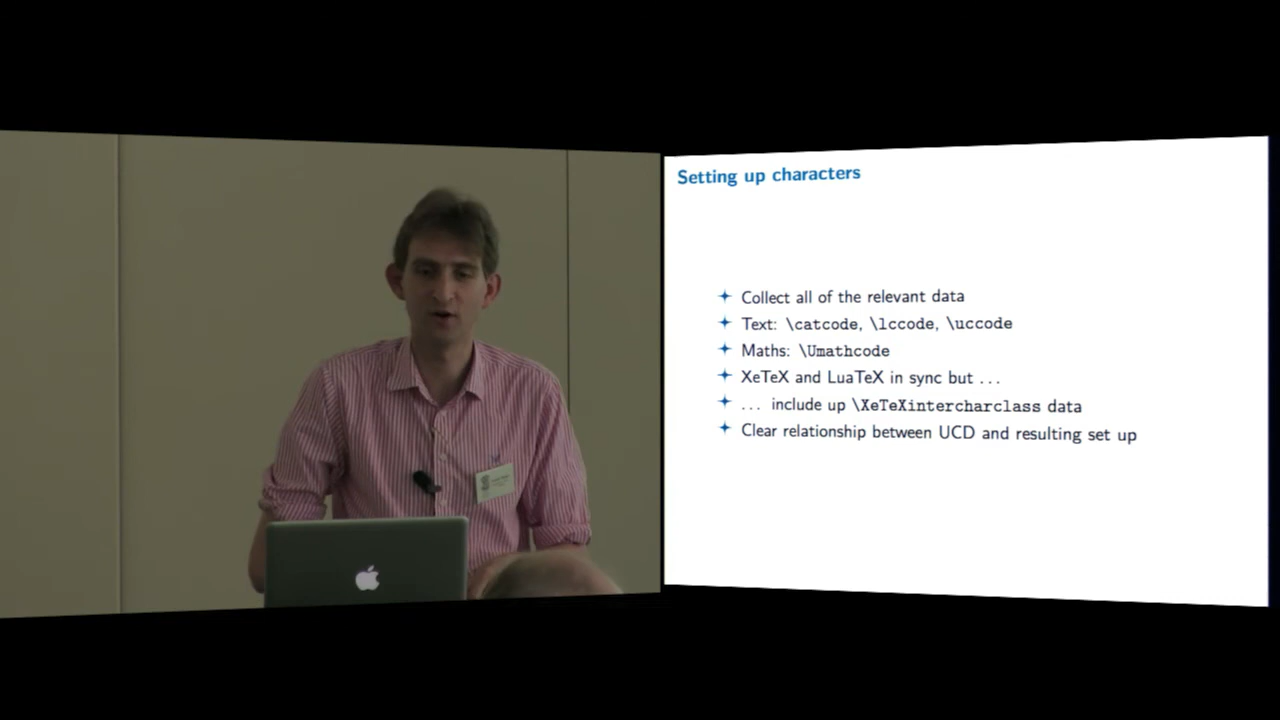 Setting up characters
Collect all of the relevant data
Text: \catcode, \lccode, \uccode
Maths: \Umathcode
XeTeX and LuaTeX in sync but ...
... include up \XeTeXintercharclass data
Clear relationship between UCD and resulting set up